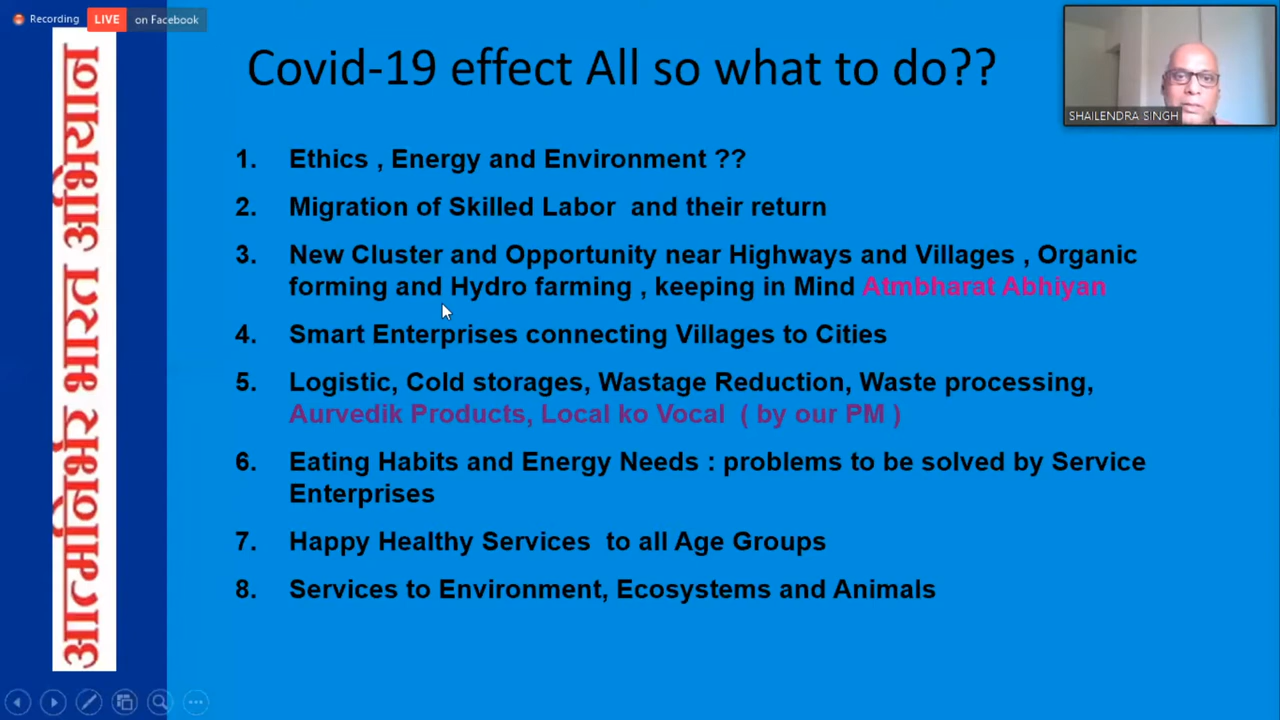 Recording LIVE on Facebook
Covid-19 effect All so what to do??
SHAILENDRA SINGH
आत्मनिर्भर भारत अभियान
1. Ethics , Energy and Environment ??
2. Migration of Skilled Labor and their return
3. New Cluster and Opportunity near Highways and Villages , Organic
forming and Hydro farming , keeping in Mind Atmbharat Abhiyan
4. Smart Enterprises connecting Villages to Cities
5. Logistic, Cold storages, Wastage Reduction, Waste processing,
Aurvedik Products, Local ko Vocal ( by our PM )
6. Eating Habits and Energy Needs : problems to be solved by Service
Enterprises
7. Happy Healthy Services to all Age Groups
8. Services to Environment, Ecosystems and Animals